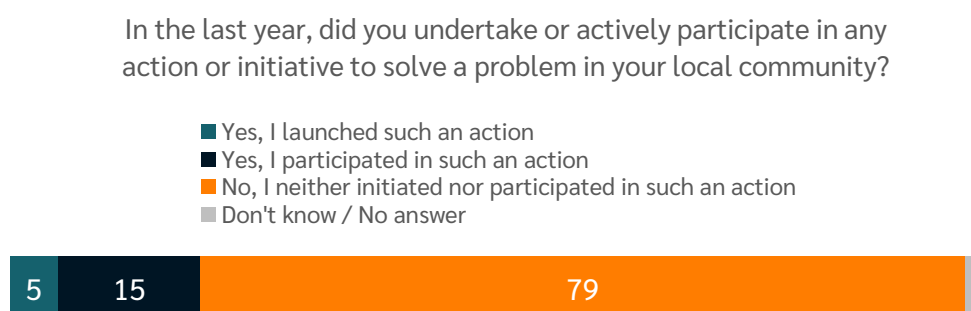 In the last year, did you undertake or actively participate in any
action or initiative to solve a problem in your local community?
Yes, I launched such an action
Yes, I participated in such an action
No, I neither initiated nor participated in such an action
Don't know / No answer
5 15 79